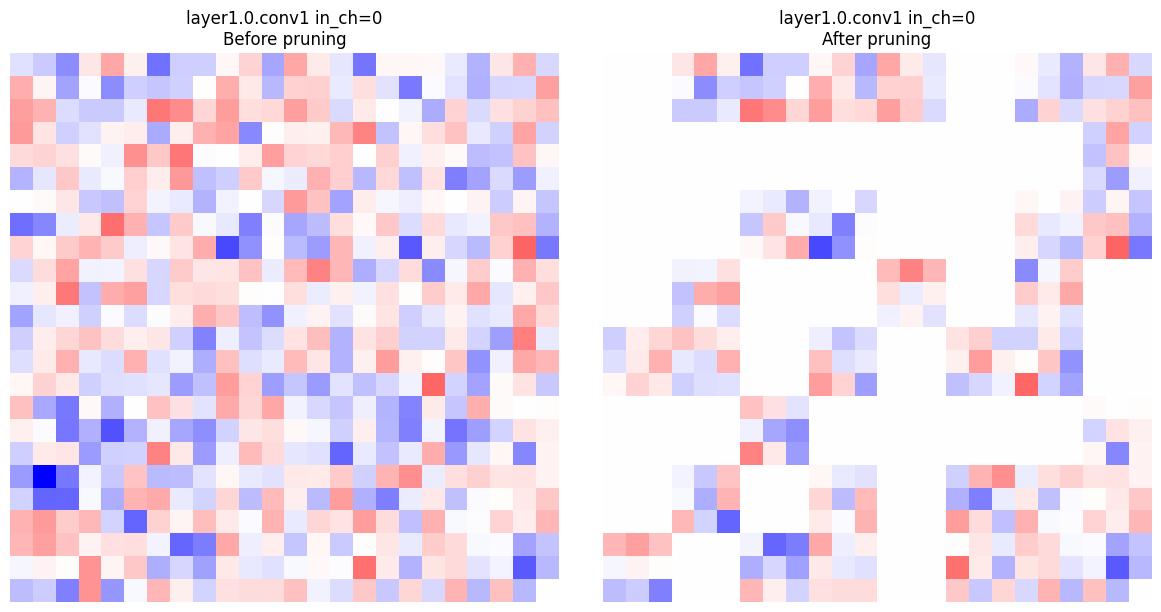 layer1.0.conv1 in_ch=0
Before pruning
layer1.0.conv1 in_ch=0
After pruning